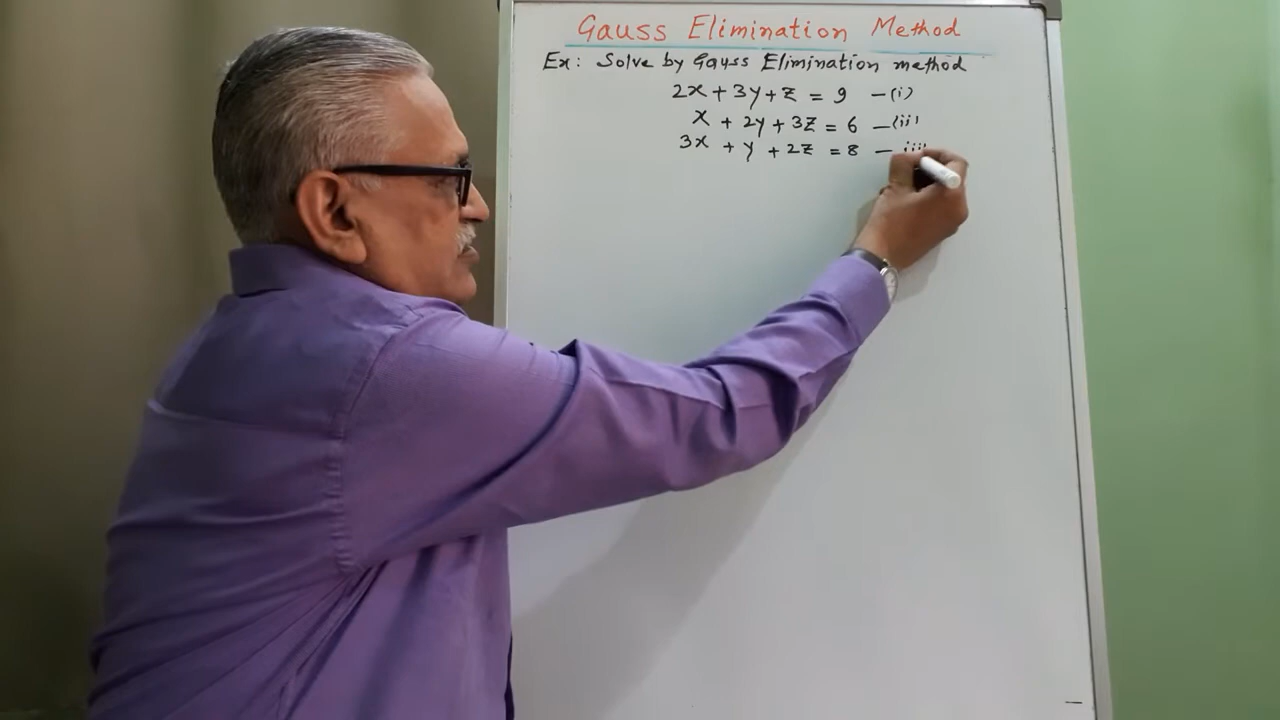 Gauss Elimination Method
Ex: Solve by Gauss Elimination method
2x + 3y + z = 9 – (i)
x + 2y + 3z = 6 – (ii)
3x + y + 2z = 8 – iii